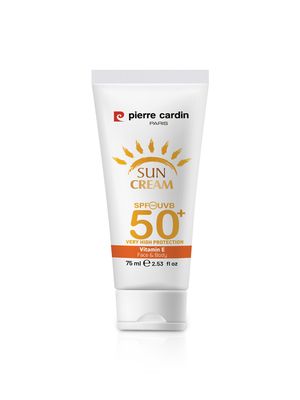 pierre cardin
PARIS
SUN
CREAM
SPF UVB
50+
VERY HIGH PROTECTION
Vitamin E
Face & Body
75 ml ℮ 2.53 fl oz